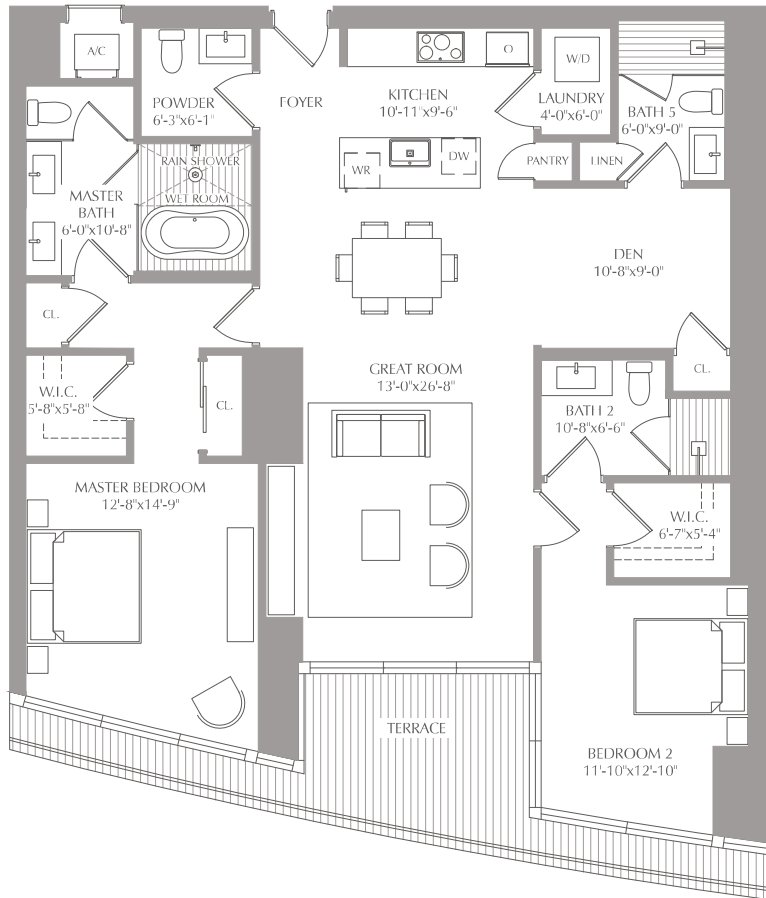 A/C
POWDER
6'-3"x6'-1"
FOYER
KITCHEN
10'-11"x9'-6"
O
W/D
LAUNDRY
4'-0"x6'-0"
BATH 5
6'-0"x9'-0"
RAIN SHOWER
WET ROOM
WR
DW
PANTRY
LINEN
MASTER
BATH
6'-0"x10'-8"
DEN
10'-8"x9'-0"
CL.
GREAT ROOM
13'-0"x26'-8"
CL.
W.I.C.
5'-8"x5'-8"
CL.
BATH 2
10'-8"x6'-6"
MASTER BEDROOM
12'-8"x14'-9"
W.I.C.
6'-7"x5'-4"
TERRACE
BEDROOM 2
11'-10"x12'-10"